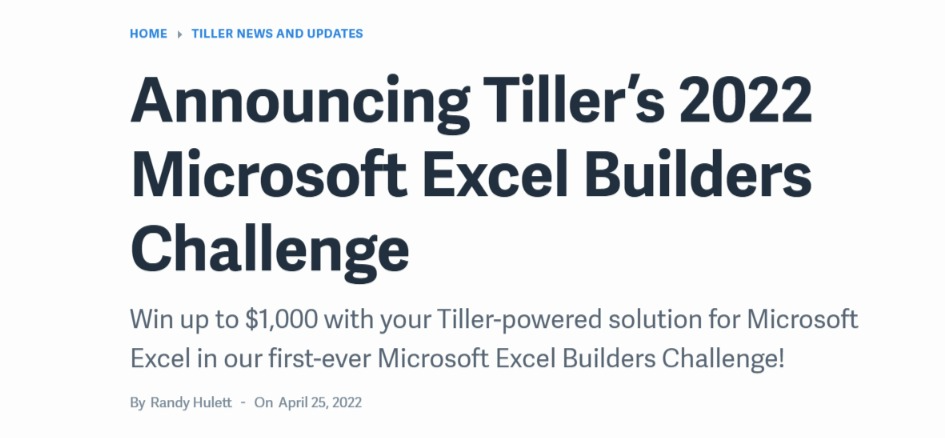 HOME ▸ TILLER NEWS AND UPDATES
Announcing Tiller’s 2022
Microsoft Excel Builders
Challenge
Win up to $1,000 with your Tiller-powered solution for Microsoft
Excel in our first-ever Microsoft Excel Builders Challenge!
By Randy Hulett - On April 25, 2022